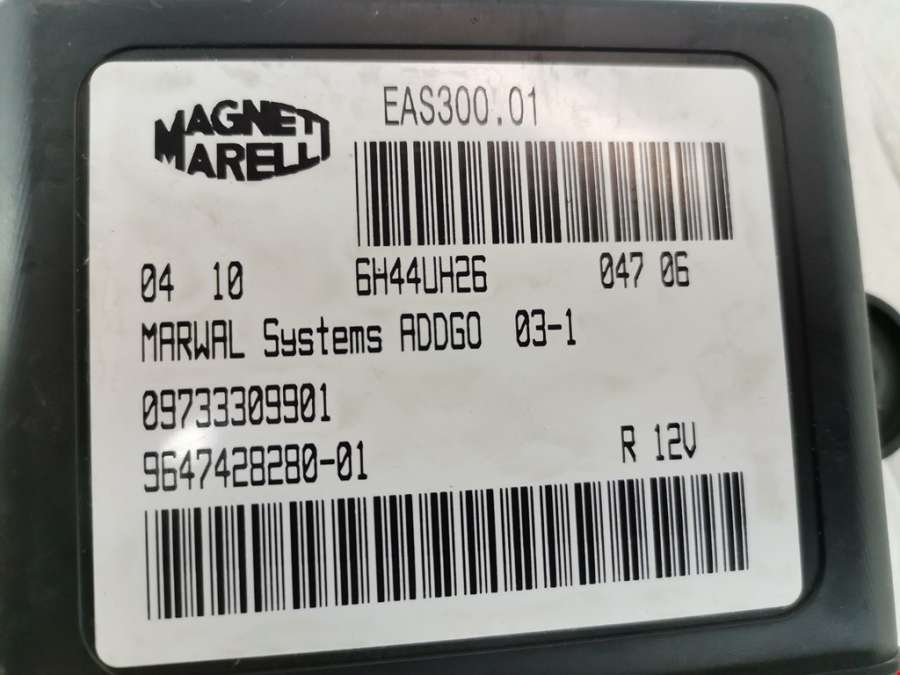 MAGNETI
MARELLI
EAS300.01
04 10 6H44UH26 047 06
MARWAL Systems ADDGO 03-1
09733309901
9647428280-01 R 12V